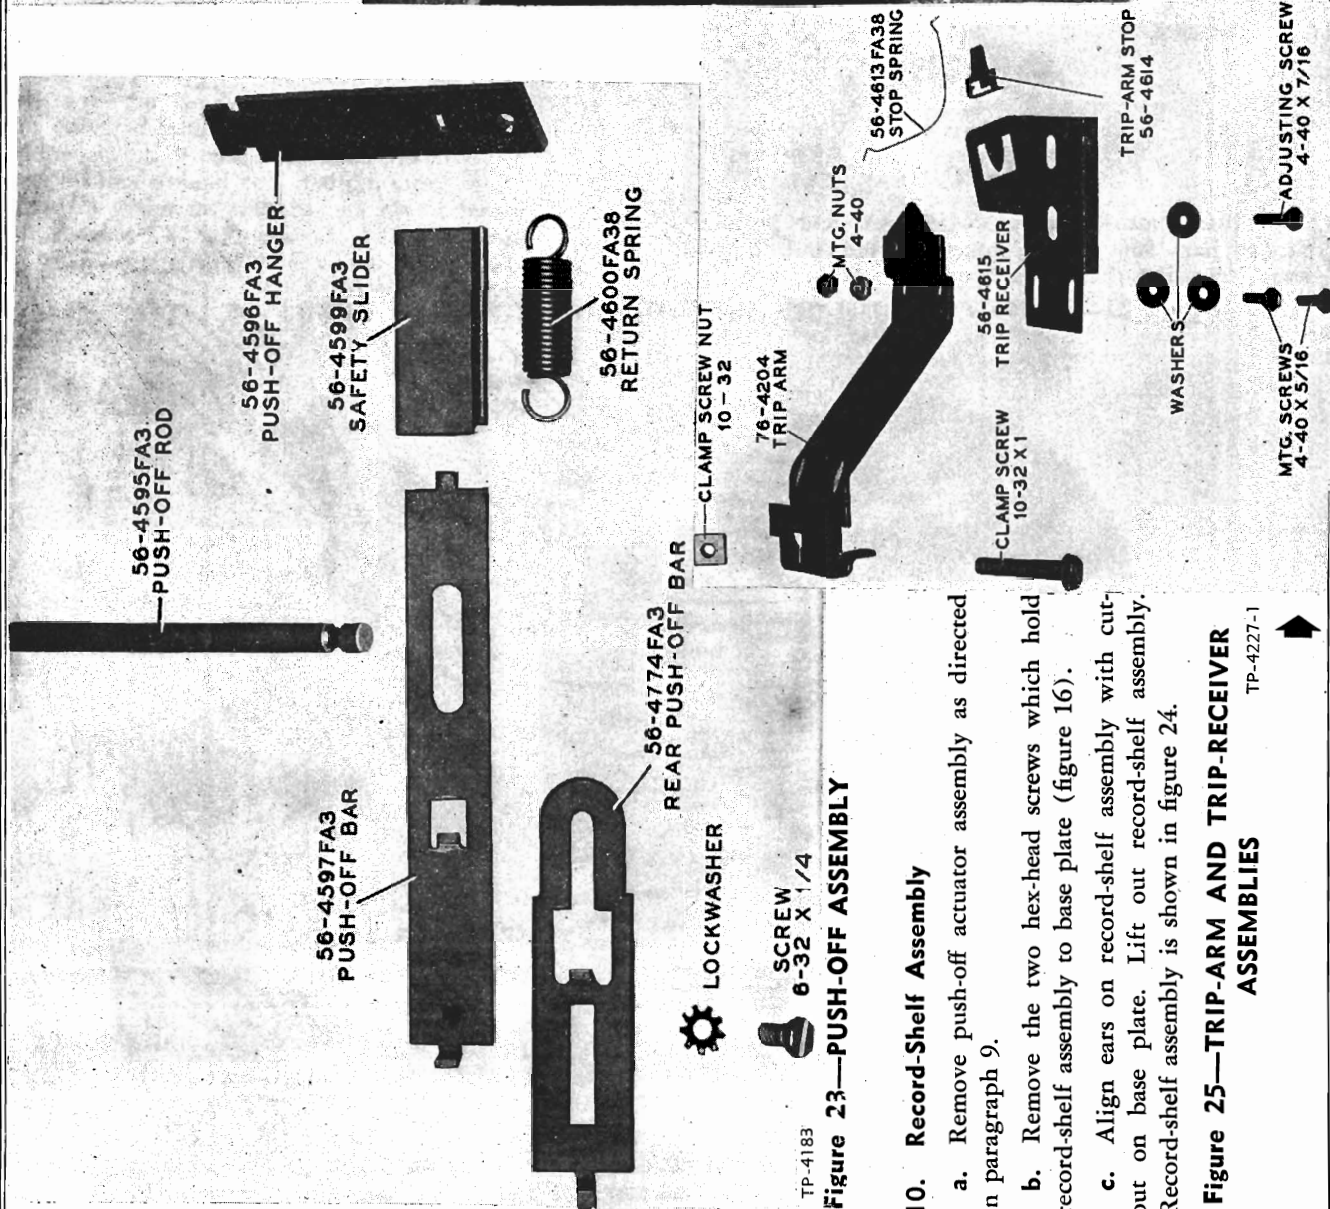 56-4595FA3
PUSH-OFF ROD
56-4596FA3
PUSH-OFF HANGER
56-4597FA3
PUSH-OFF BAR
56-4599FA3
SAFETY SLIDER
56-4600FA38
RETURN SPRING
56-4774FA3
REAR PUSH-OFF BAR
LOCKWASHER
SCREW
6-32 X 1/4
TP-4183
Figure 23—PUSH-OFF ASSEMBLY
10. Record-Shelf Assembly
a. Remove push-off actuator assembly as directed
n paragraph 9.
b. Remove the two hex-head screws which hold
record-shelf assembly to base plate (figure 16).
c. Align ears on record-shelf assembly with cut-
out on base plate. Lift out record-shelf assembly.
Record-shelf assembly is shown in figure 24.
CLAMP SCREW NUT
10-32
76-4204
TRIP ARM
MTG. NUTS
4-40
56-4613FA38
STOP SPRING
56-4615
TRIP RECEIVER
CLAMP SCREW
10-32 X 1
TRIP-ARM STOP
56-4614
WASHERS
MTG. SCREWS
4-40 X 5/16
ADJUSTING SCREW
4-40 X 7/16
TP-4227-1
Figure 25—TRIP-ARM AND TRIP-RECEIVER
ASSEMBLIES